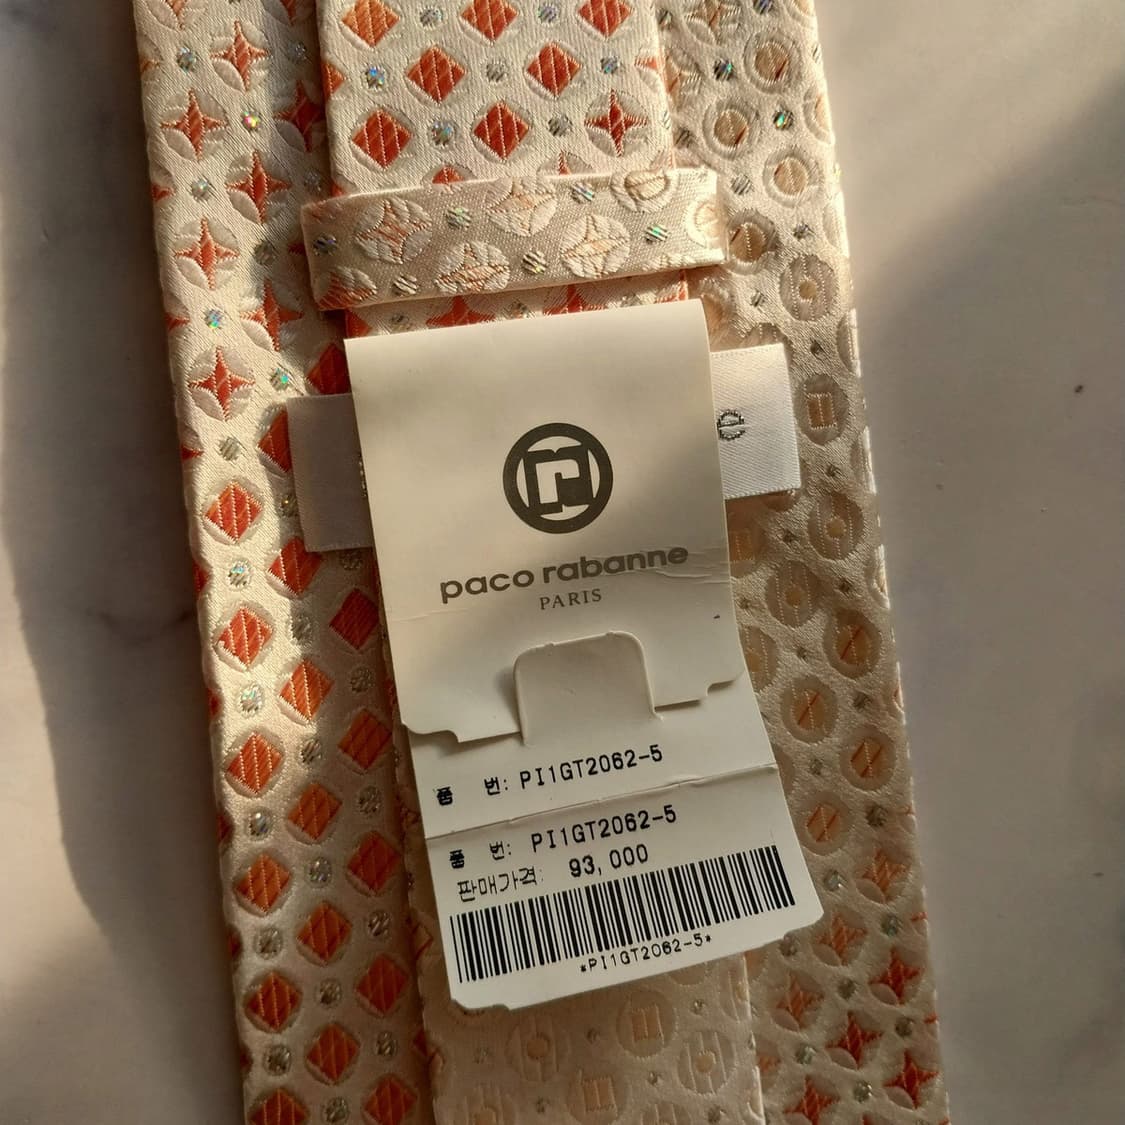 paco rabanne
PARIS
e
품 번: PI1GT2062-5
품 번: PI1GT2062-5
판매가격: 93,000
*PI1GT2062-5*